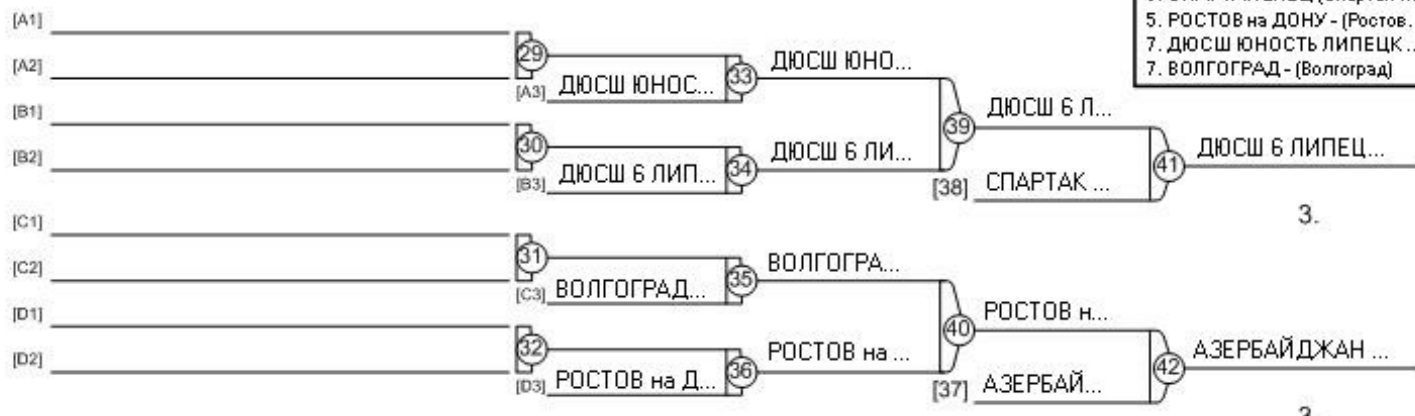 5. РОСТОВ на ДОНУ - (Ростов...
7. ДЮСШ ЮНОСТЬ ЛИПЕЦК ...
7. ВОЛГОГРАД - (Волгоград)
[A1]
[A2]
29
[A3] ДЮСШ ЮНОС...
33
ДЮСШ ЮНО...
[B1]
[B2]
30
[B3] ДЮСШ 6 ЛИП...
34
ДЮСШ 6 ЛИ...
39
ДЮСШ 6 Л...
[38] СПАРТАК ...
41
ДЮСШ 6 ЛИПЕЦ...
3.
[C1]
[C2]
31
[C3] ВОЛГОГРАД...
35
ВОЛГОГРА...
[D1]
[D2]
32
[D3] РОСТОВ на Д...
36
РОСТОВ на ...
40
РОСТОВ н...
[37] АЗЕРБАЙ...
42
АЗЕРБАЙДЖАН ...